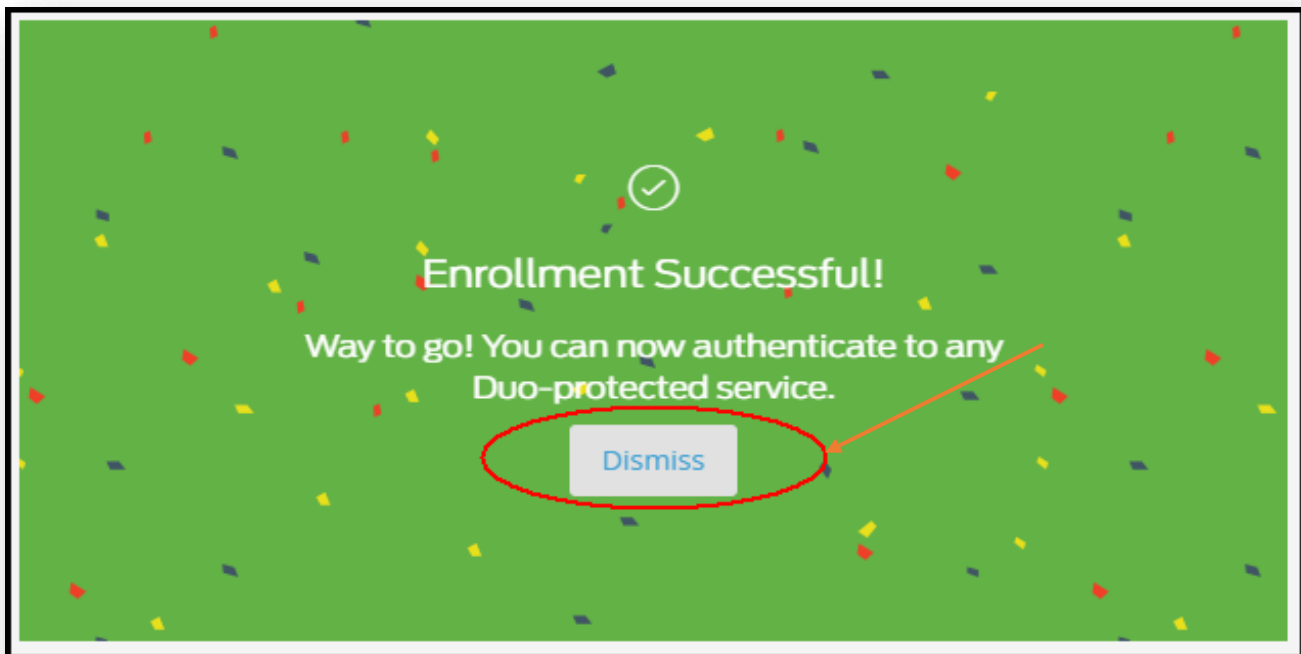 Enrollment Successful!
Way to go! You can now authenticate to any
Duo-protected service.
Dismiss